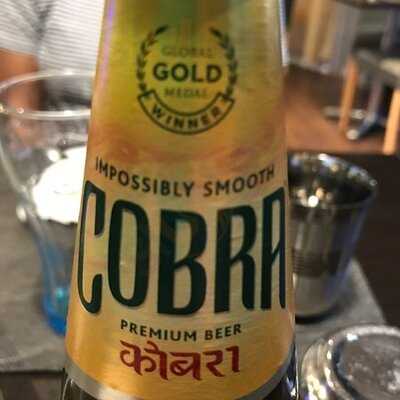 GLOBAL
GOLD
MEDAL
WINNER
IMPOSSIBLY SMOOTH
COBRA
PREMIUM BEER
कोबरा